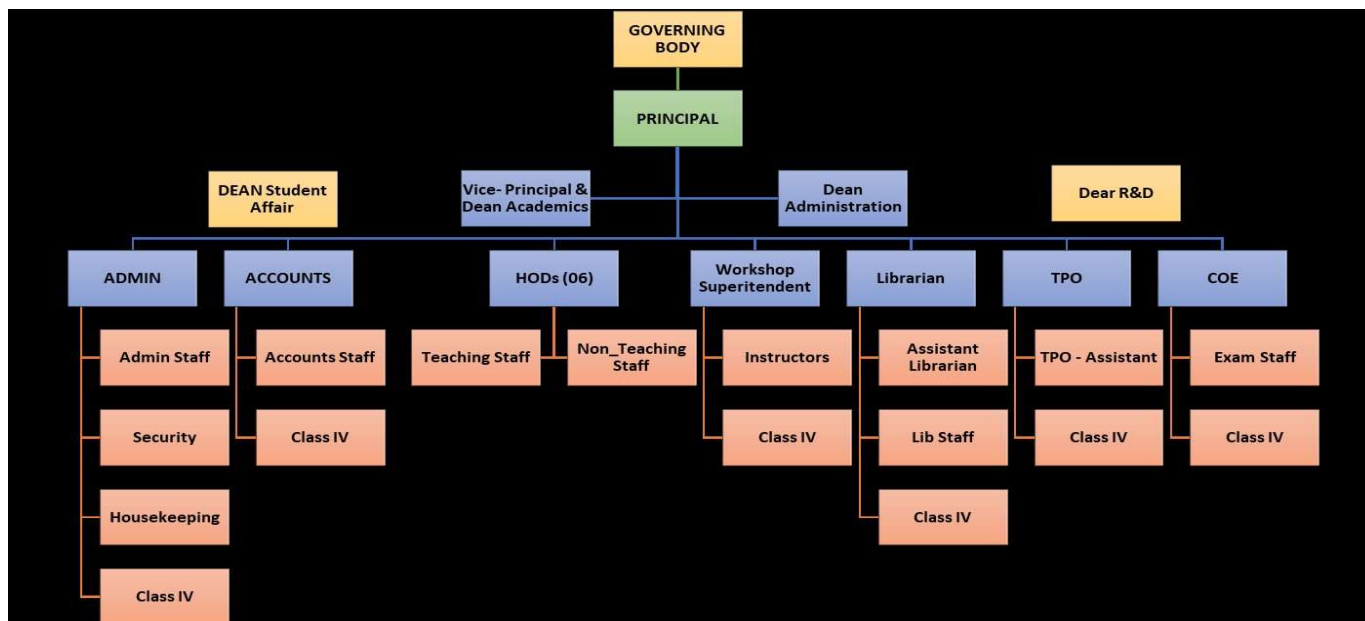 GOVERNING
BODY
PRINCIPAL
DEAN Student
Affair
Vice- Principal &
Dean Academics
Dean
Administration
Dear R&D
ADMIN
ACCOUNTS
HODs (06)
Workshop
Superitendent
Librarian
TPO
COE
Admin Staff
Accounts Staff
Teaching Staff
Non_Teaching
Staff
Instructors
Assistant
Librarian
TPO - Assistant
Exam Staff
Security
Class IV
Class IV
Lib Staff
Class IV
Class IV
Housekeeping
Class IV
Class IV